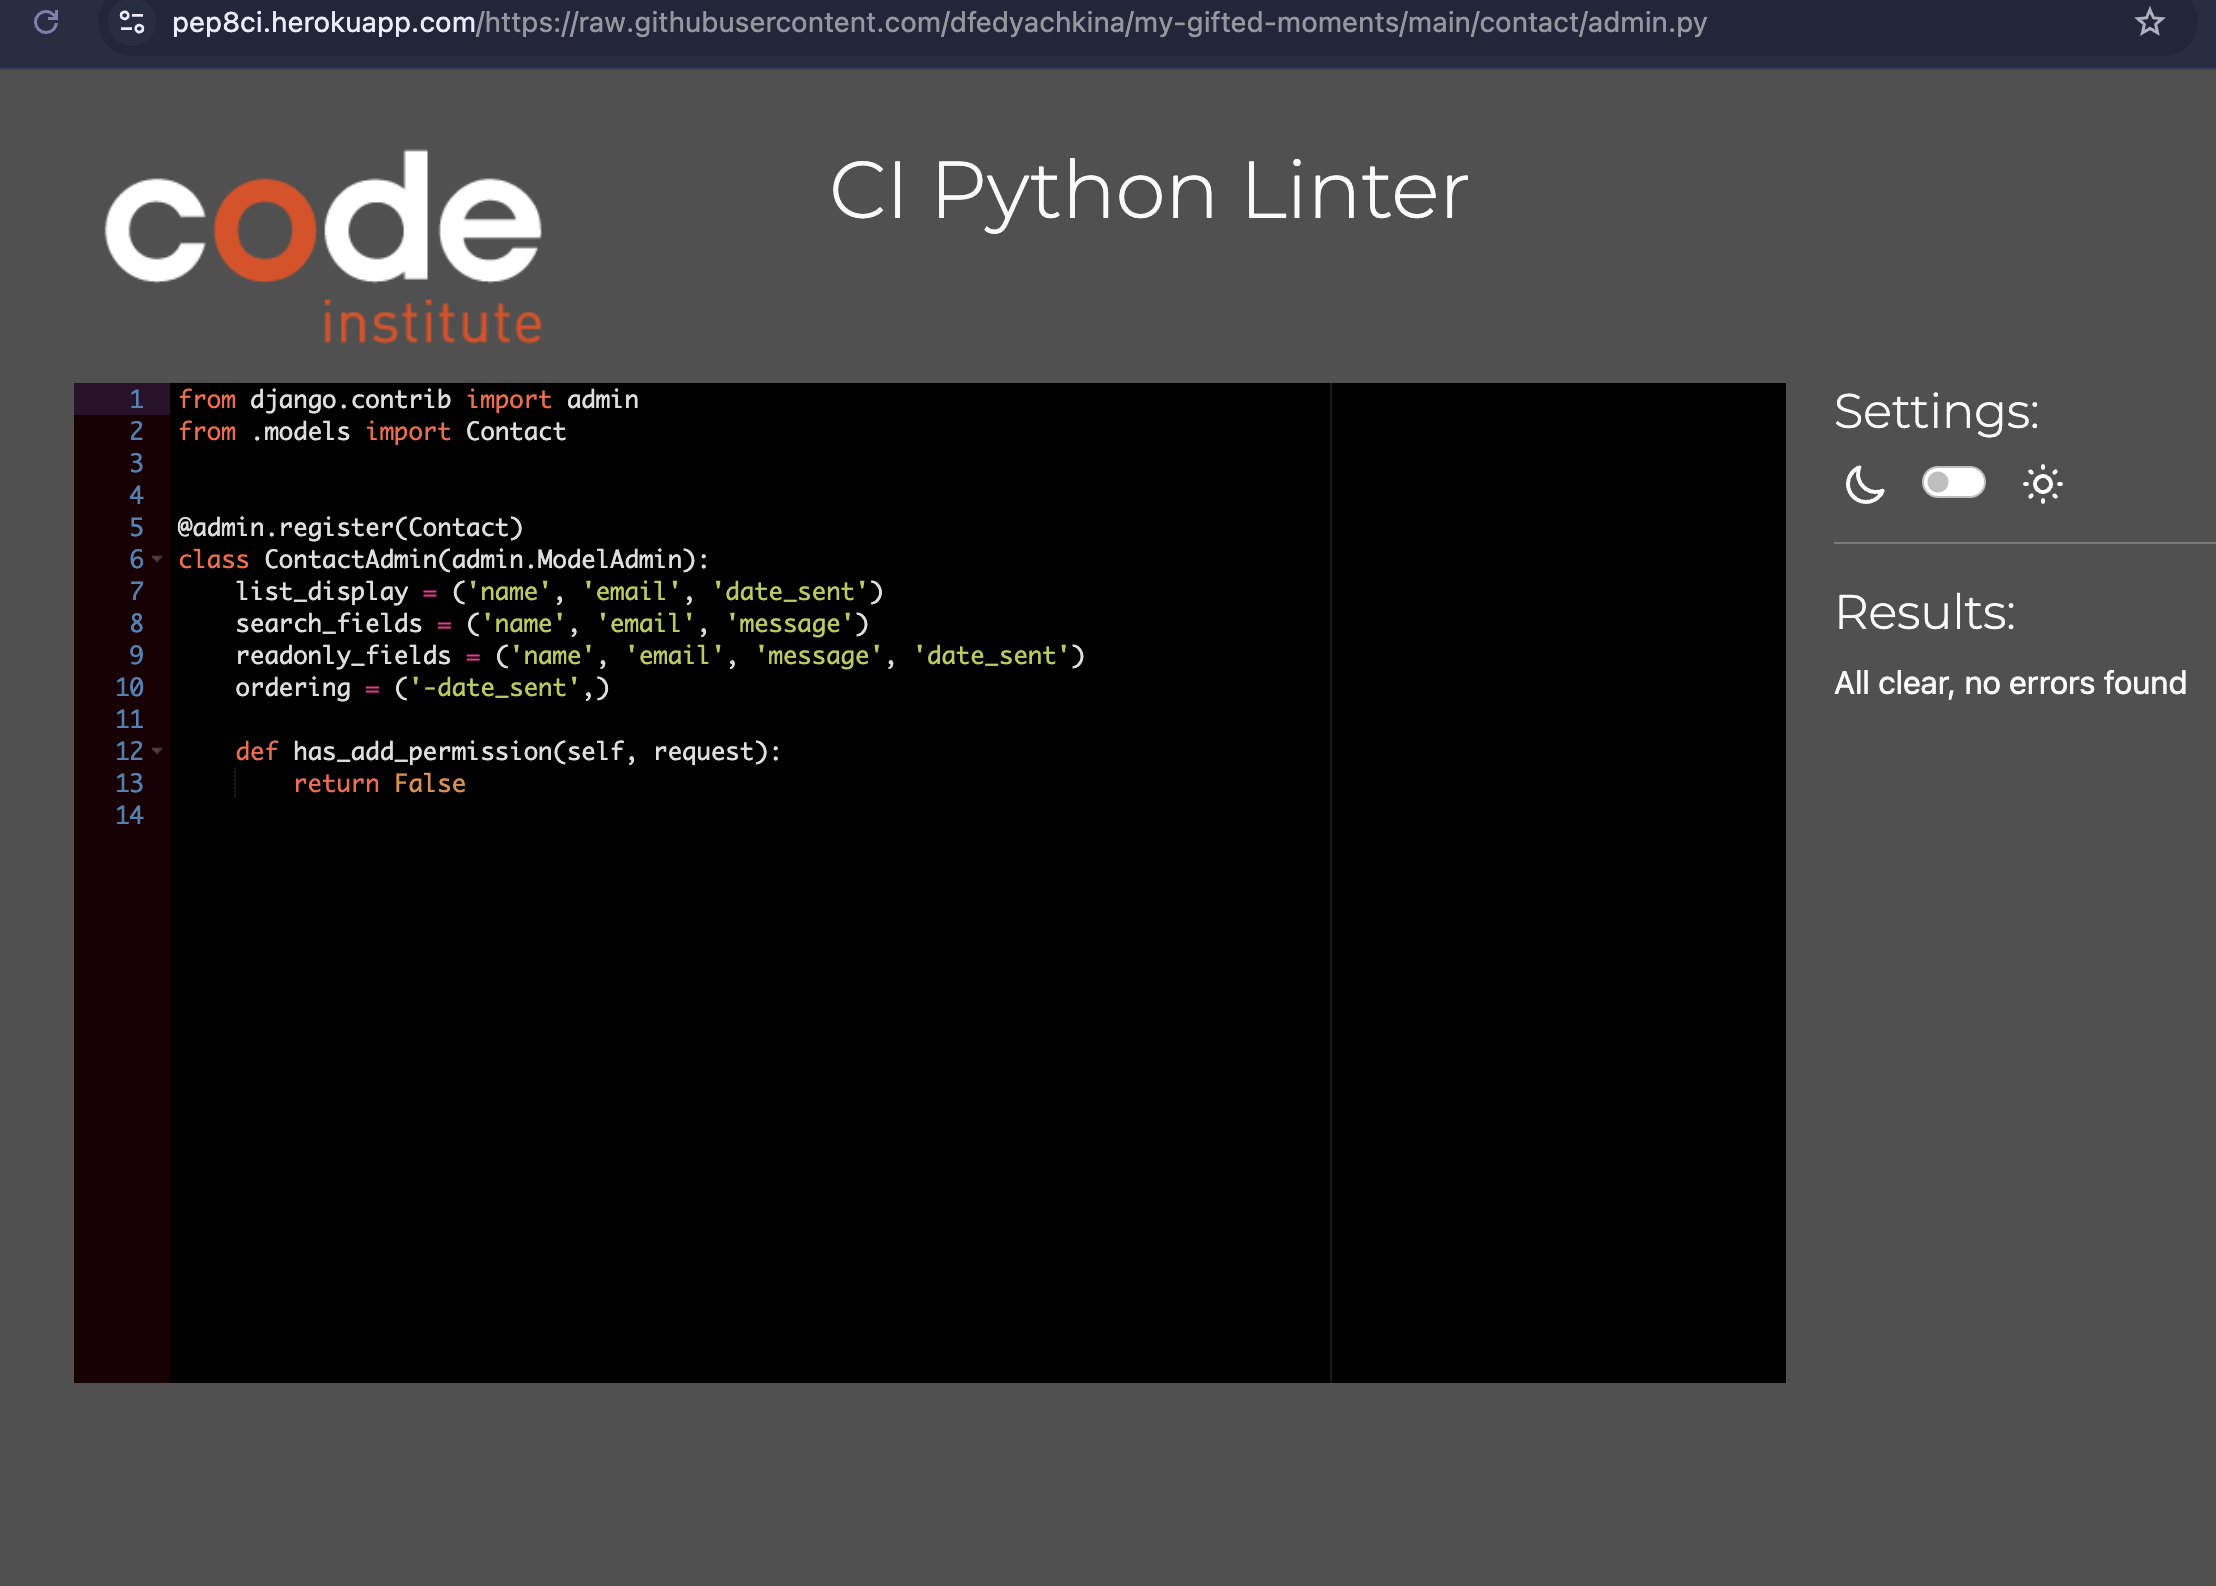 pep8ci.herokuapp.com/https://raw.githubusercontent.com/dfedyachkina/my-gifted-moments/main/contact/admin.py
code
institute
CI Python Linter
1 from django.contrib import admin
2 from .models import Contact
3
4
5 @admin.register(Contact)
6 class ContactAdmin(admin.ModelAdmin):
7     list_display = ('name', 'email', 'date_sent')
8     search_fields = ('name', 'email', 'message')
9     readonly_fields = ('name', 'email', 'message', 'date_sent')
10     ordering = ('-date_sent',)
11
12     def has_add_permission(self, request):
13         return False
14
Settings:
Results:
All clear, no errors found